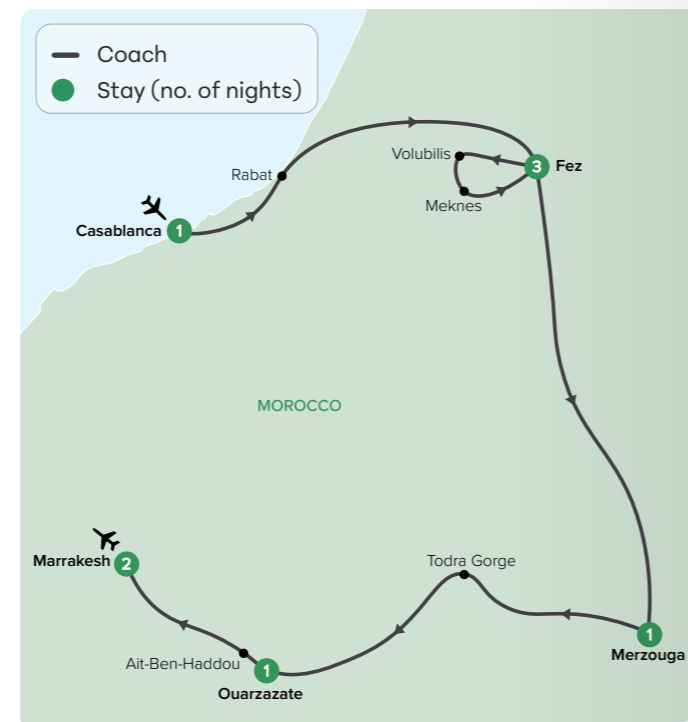 Coach
Stay (no. of nights)
Volubilis
3 Fez
Rabat
Meknes
Casablanca 1
MOROCCO
Marrakesh 2
Todra Gorge
1
Merzouga
Ait-Ben-Haddou
1
Ouarzazate